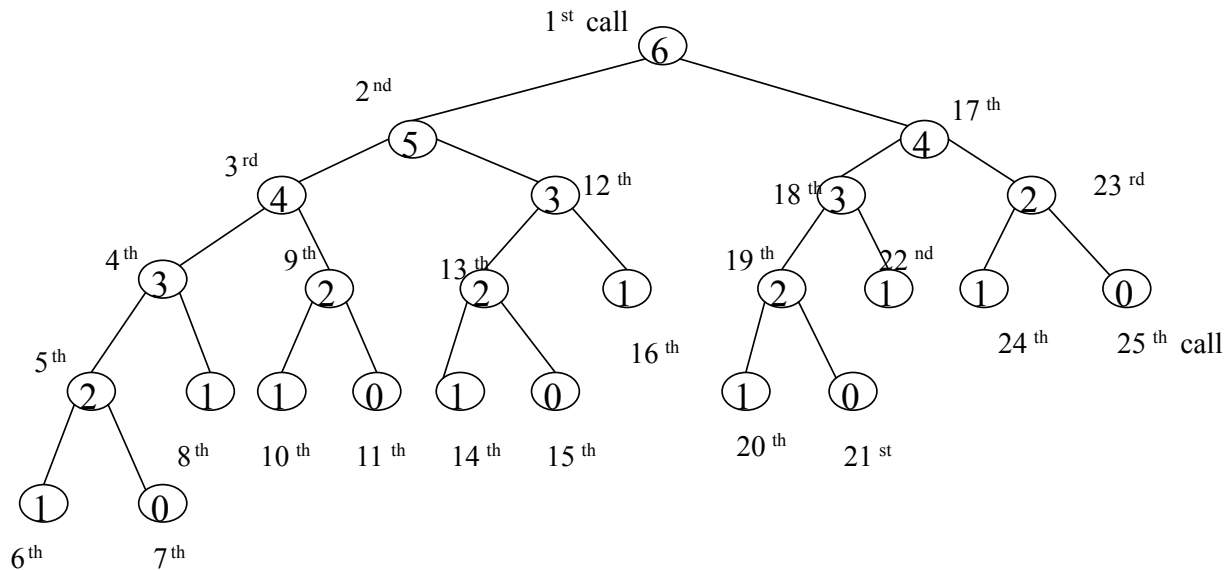 1st call
6
2nd
17th
5
4
3rd
12th
18th
23rd
4
3
3
2
4th
9th
13th
19th
22nd
3
2
2
1
2
1
1
0
16th
24th
25th call
5th
2
1
1
0
1
0
1
0
8th
10th
11th
14th
15th
20th
21st
1
0
6th
7th